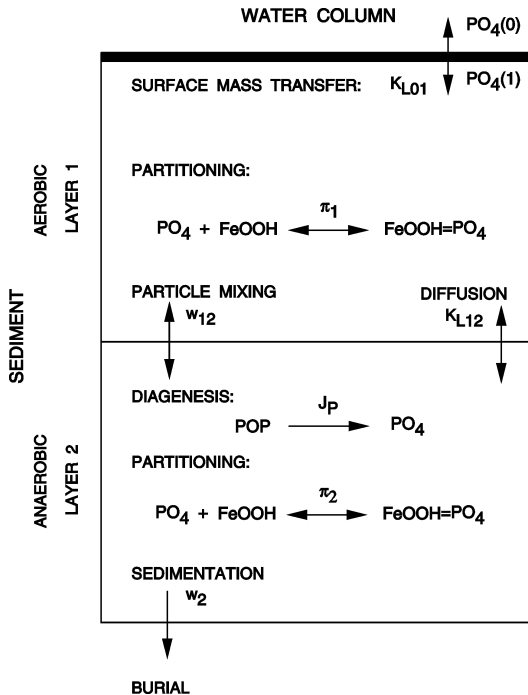 WATER COLUMN
PO4(0)
PO4(1)
SURFACE MASS TRANSFER: KL01
PARTITIONING:
π1
PO4 + FeOOH FeOOH=PO4
PARTICLE MIXING
w12
DIFFUSION
KL12
AEROBIC
LAYER 1
SEDIMENT
DIAGENESIS:
JP
POP PO4
PARTITIONING:
π2
PO4 + FeOOH FeOOH=PO4
SEDIMENTATION
w2
ANAEROBIC
LAYER 2
BURIAL